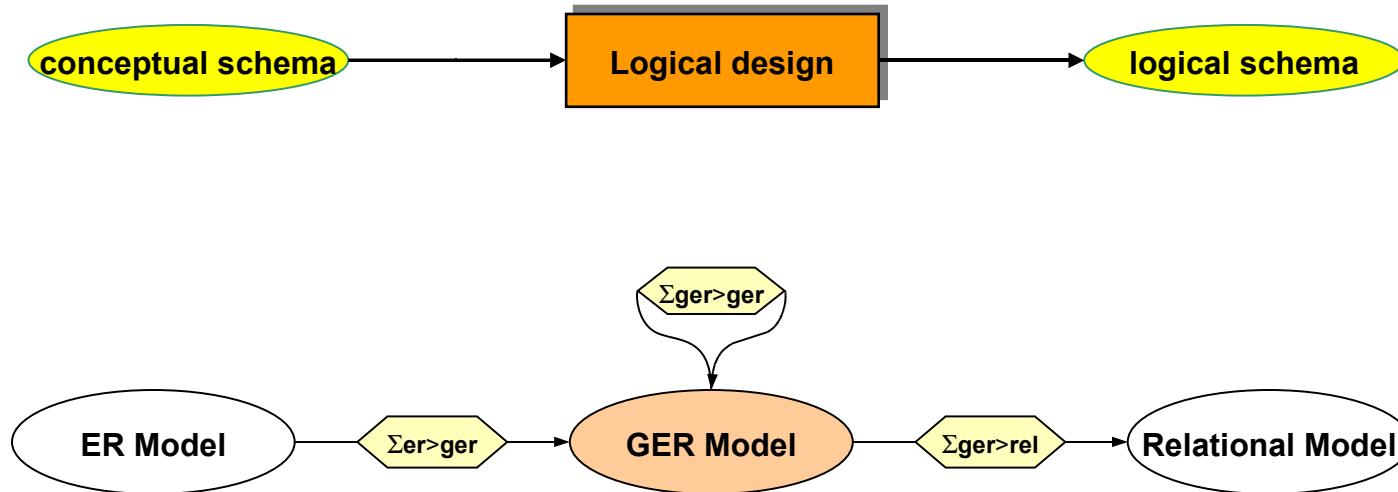 conceptual schema
Logical design
logical schema
Σger>ger
ER Model
Σer>ger
GER Model
Σger>rel
Relational Model